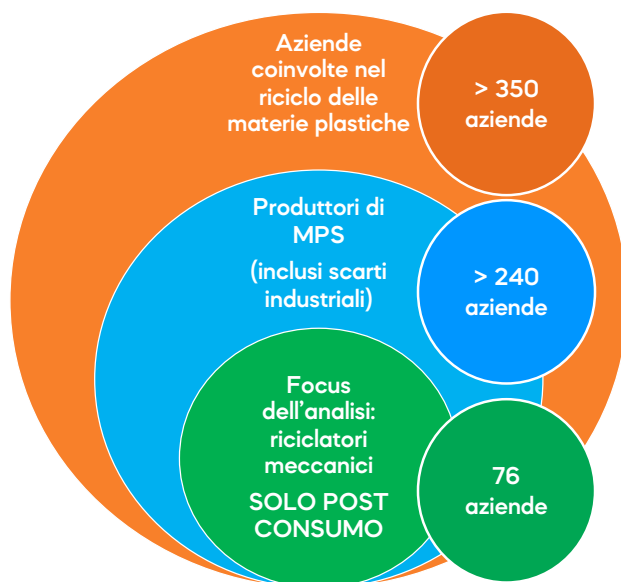 Aziende
coinvolte nel
riciclo delle
materie plastiche
> 350
aziende
Produttori di
MPS
(inclusi scarti
industriali)
> 240
aziende
Focus
dell'analisi:
riciclatori
meccanici
SOLO POST
CONSUMO
76
aziende